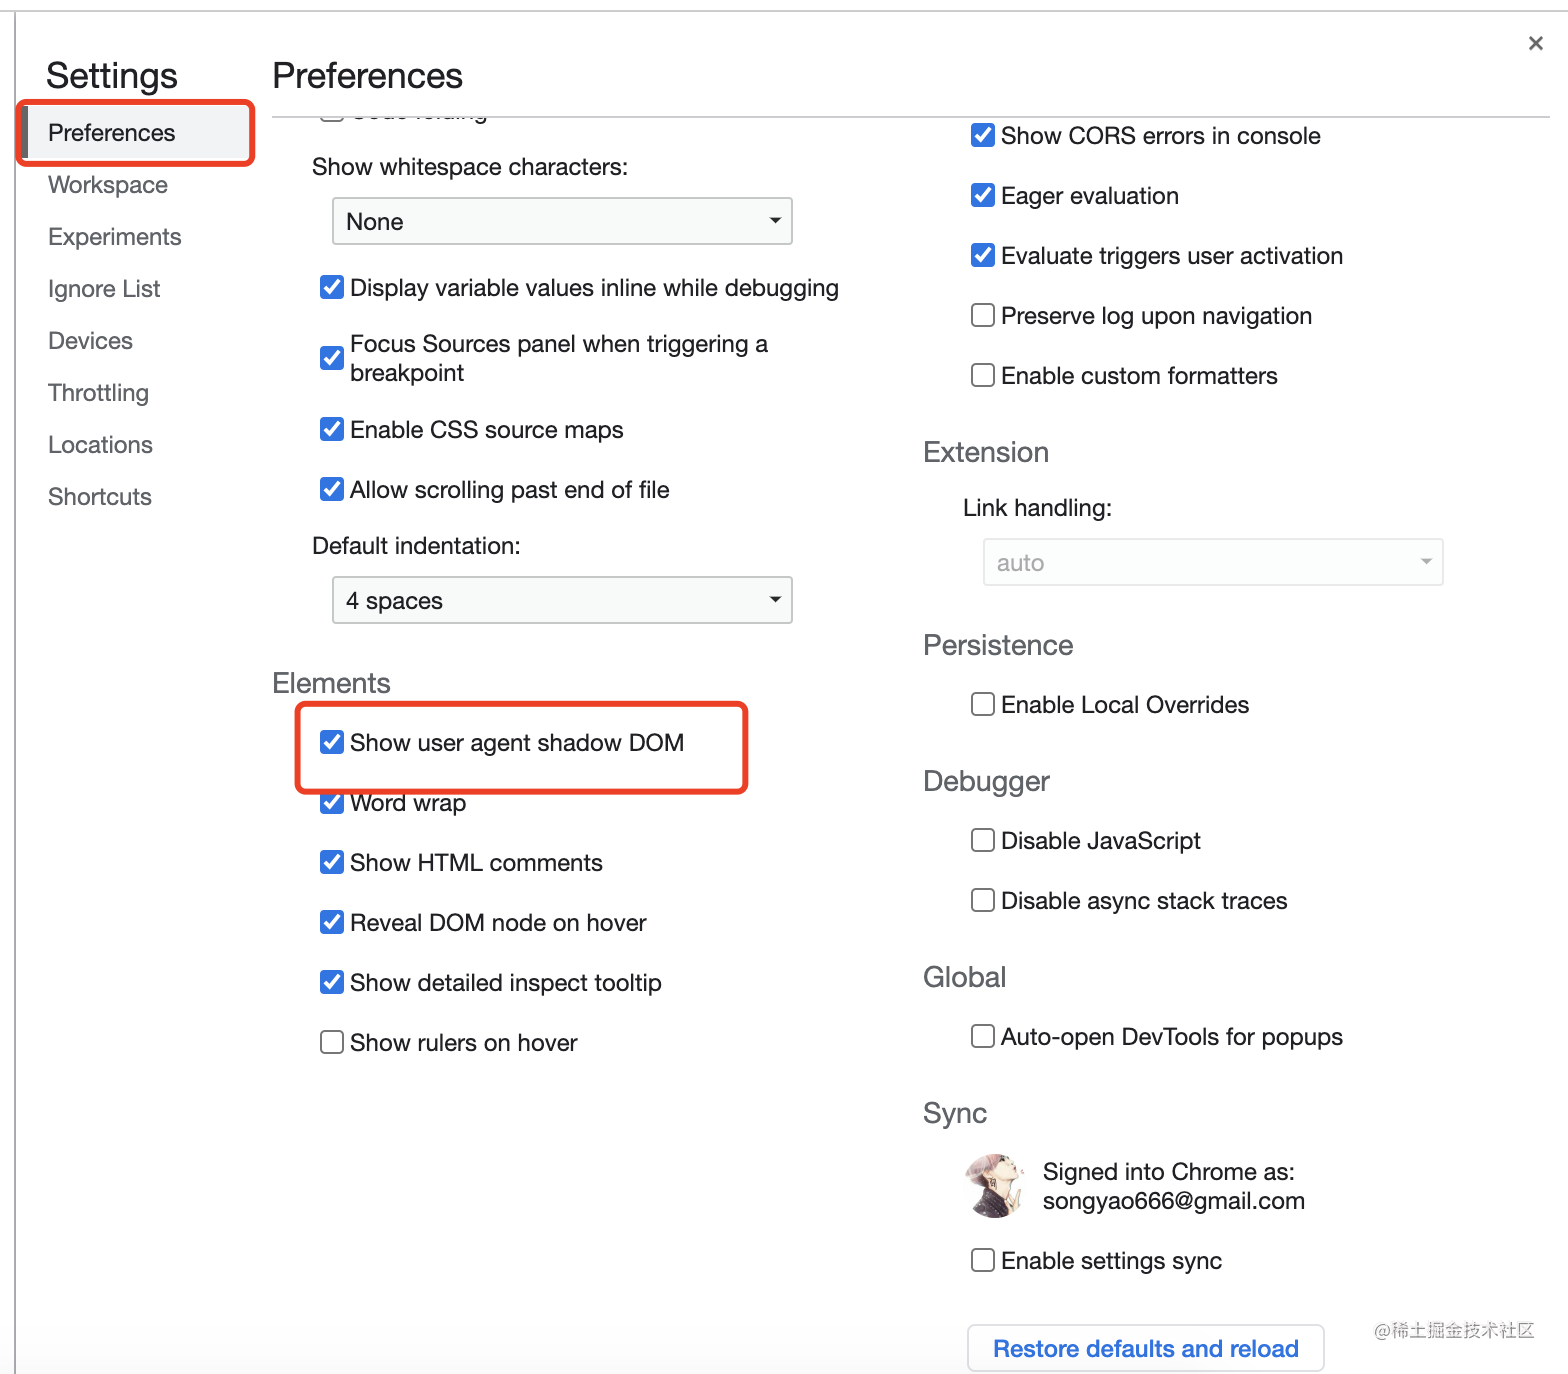 Settings
Preferences
Workspace
Experiments
Ignore List
Devices
Throttling
Locations
Shortcuts
Preferences
Code folding
Show whitespace characters:
None
Display variable values inline while debugging
Focus Sources panel when triggering a
breakpoint
Enable CSS source maps
Allow scrolling past end of file
Default indentation:
4 spaces
Elements
Show user agent shadow DOM
Word wrap
Show HTML comments
Reveal DOM node on hover
Show detailed inspect tooltip
Show rulers on hover
Show CORS errors in console
Eager evaluation
Evaluate triggers user activation
Preserve log upon navigation
Enable custom formatters
Extension
Link handling:
auto
Persistence
Enable Local Overrides
Debugger
Disable JavaScript
Disable async stack traces
Global
Auto-open DevTools for popups
Sync
Signed into Chrome as:
songyao666@gmail.com
Enable settings sync
Restore defaults and reload
@稀土掘金技术社区